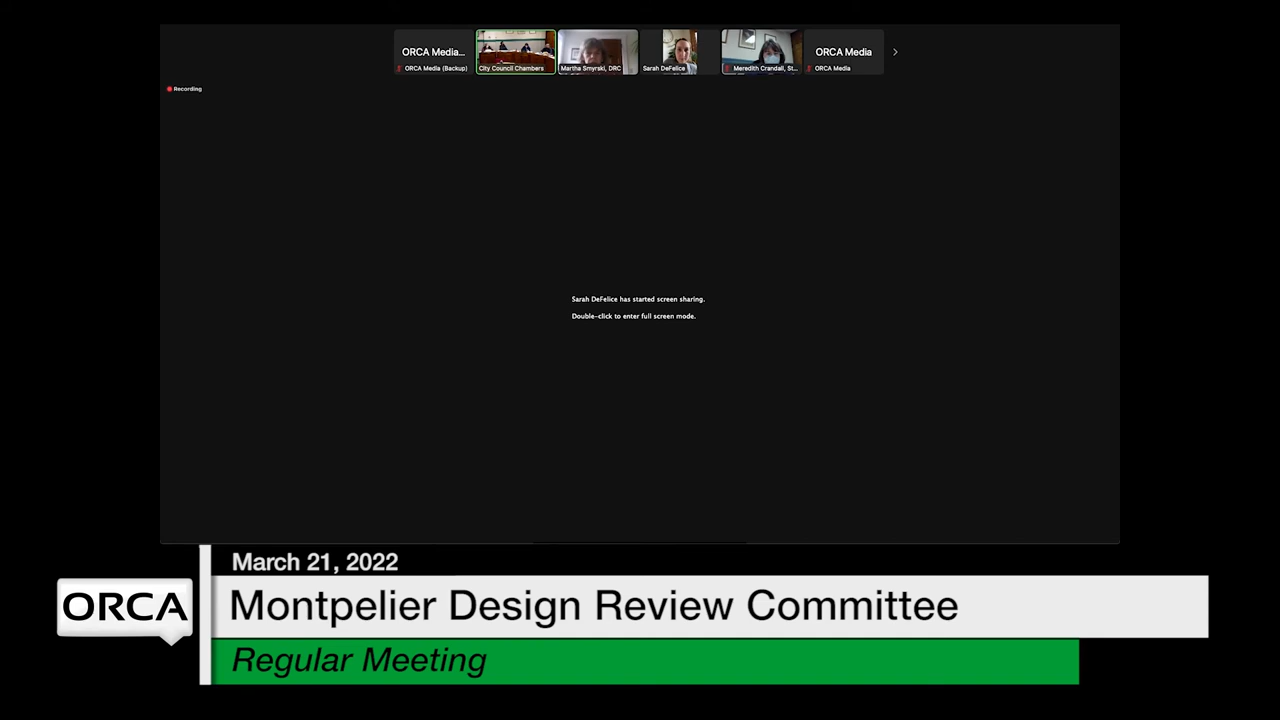 ORCA Media...
ORCA Media
ORCA Media (Backup)
City Council Chambers
Martha Smyrski, DRC
Sarah DeFelice
Meredith Crandall, St...
ORCA Media
Recording
Sarah DeFelice has started screen sharing.
Double-click to enter full screen mode.
March 21, 2022
ORCA
Montpelier Design Review Committee
Regular Meeting